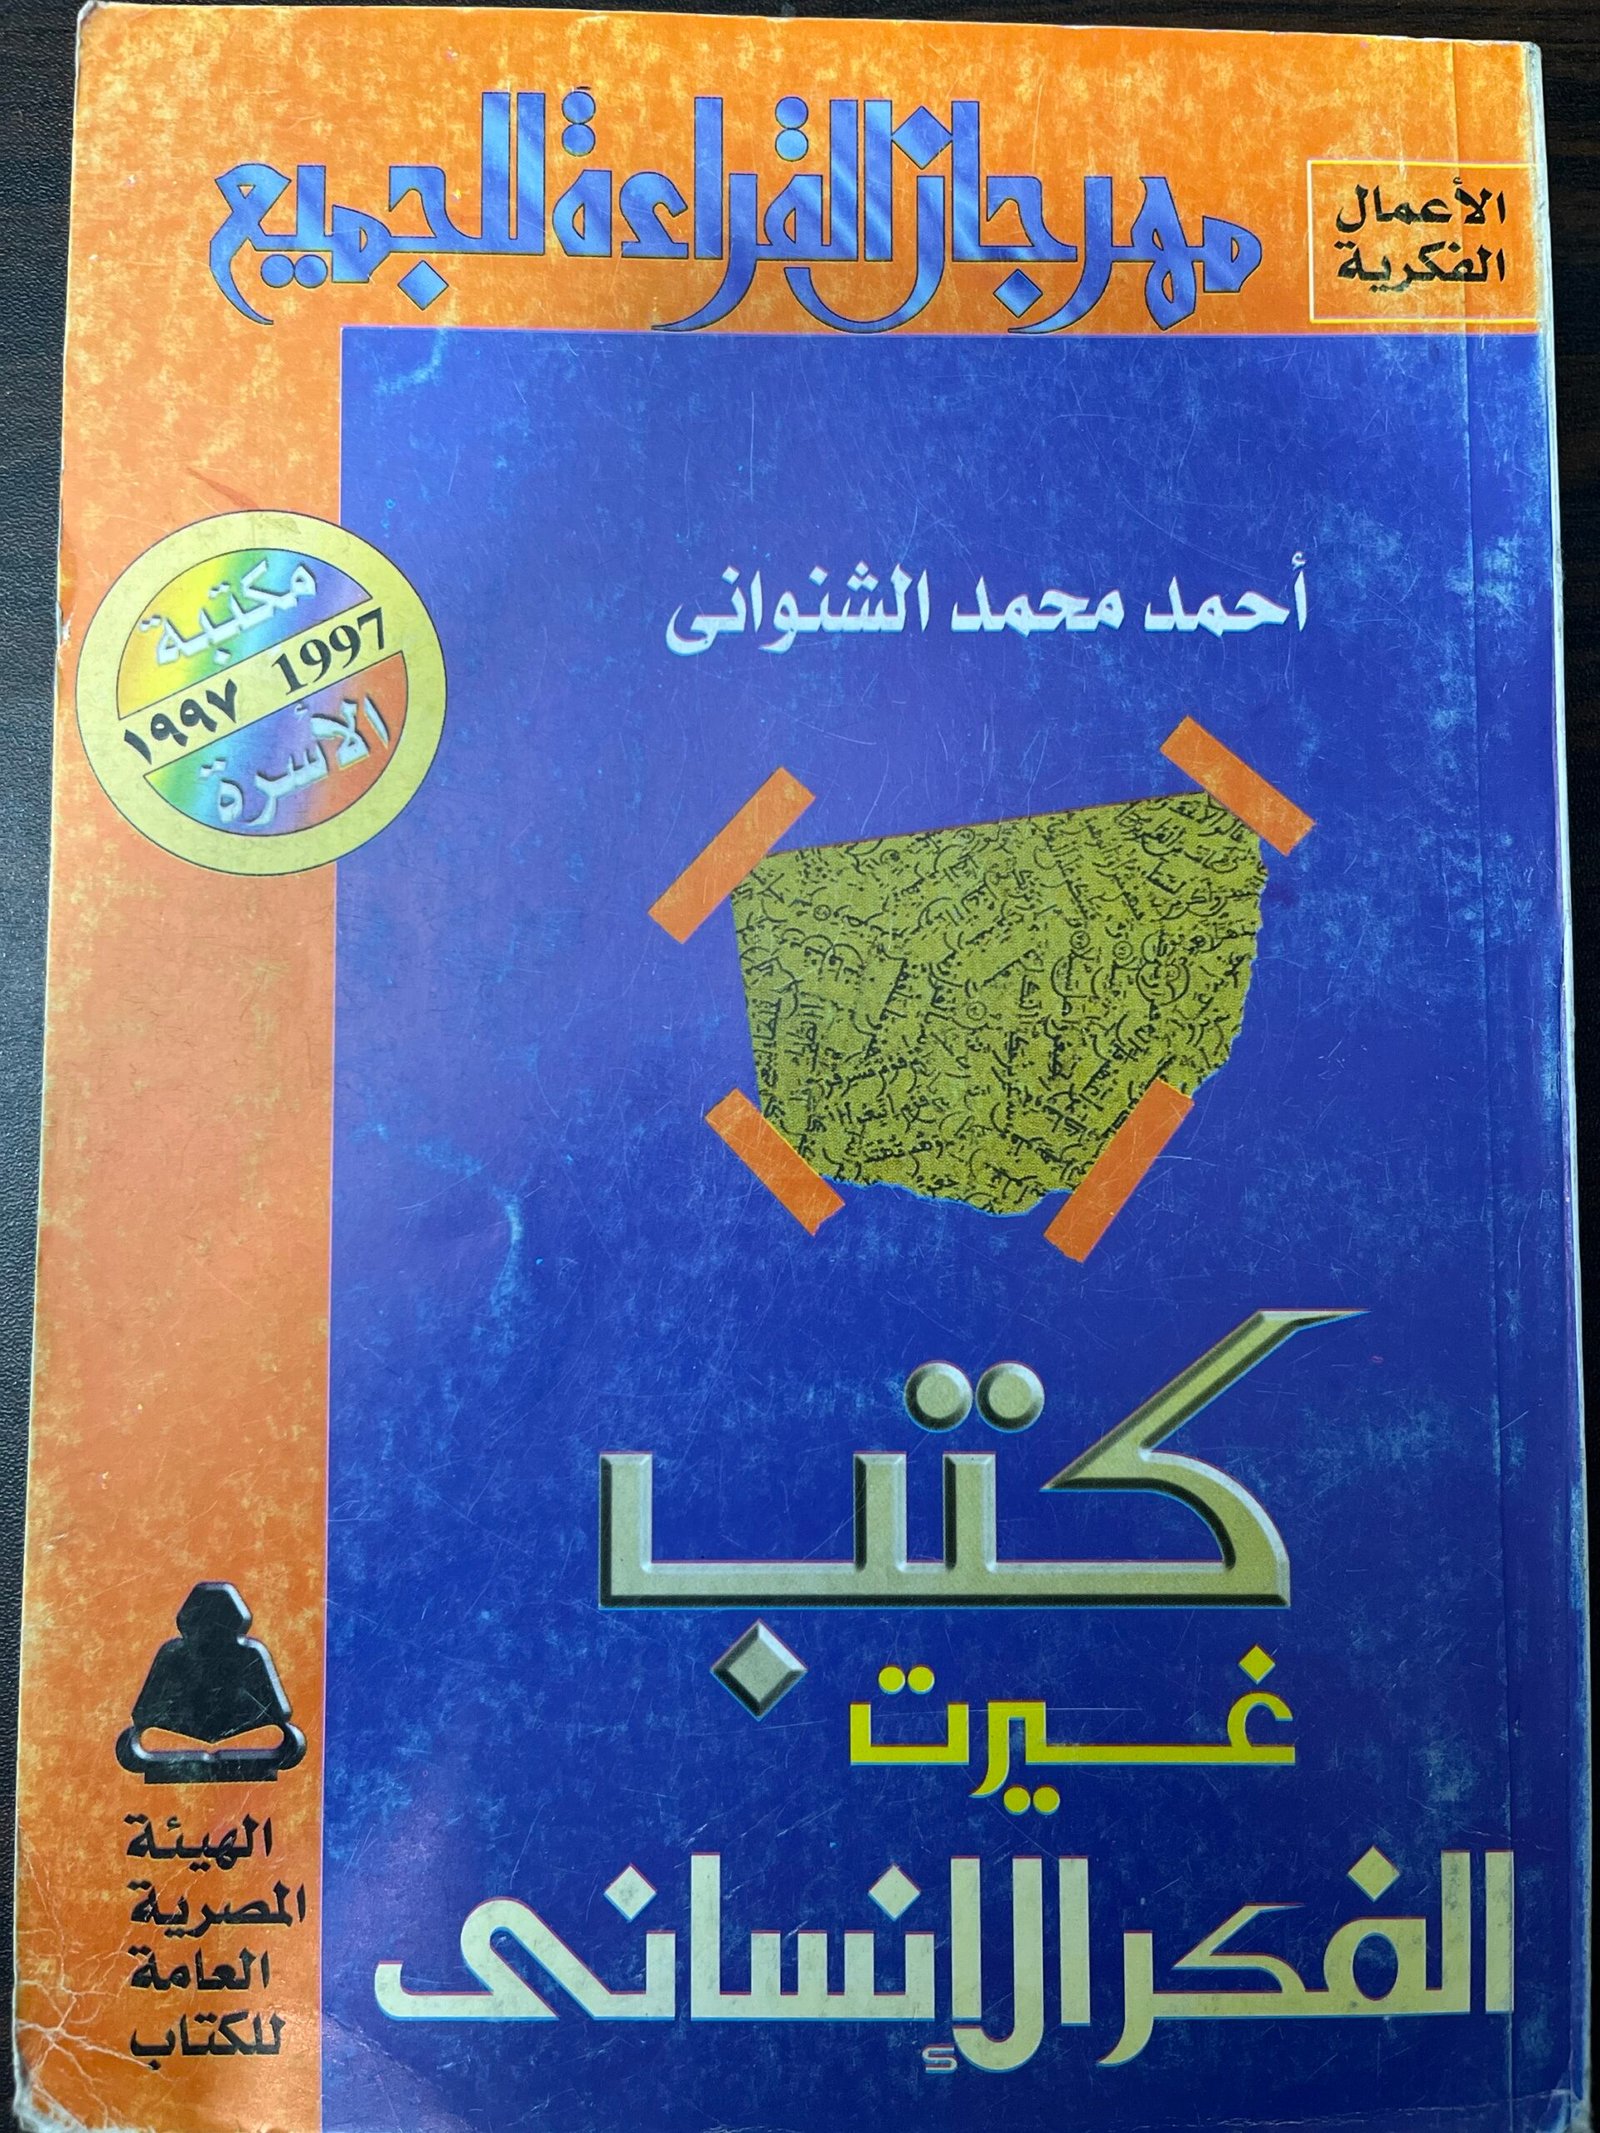 مهرجان القراءة للجميع
الأعمال
الفكرية
أحمد محمد الشنوانى
مكتبة
١٩٩٧ 1997
الأسرة
كتب
غيرت
الفكر الإنسانى
الهيئة
المصرية
العامة
للكتاب